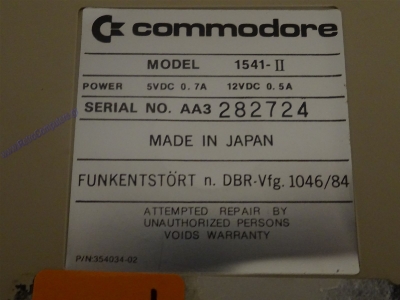 commodore
MODEL 1541-II
POWER 5VDC 0.7A 12VDC 0.5A
SERIAL NO. AA3 282724
MADE IN JAPAN
FUNKENTSTÖRT n. DBR-Vfg. 1046/84
ATTEMPTED REPAIR BY
UNAUTHORIZED PERSONS
VOIDS WARRANTY
P/N:354034-02